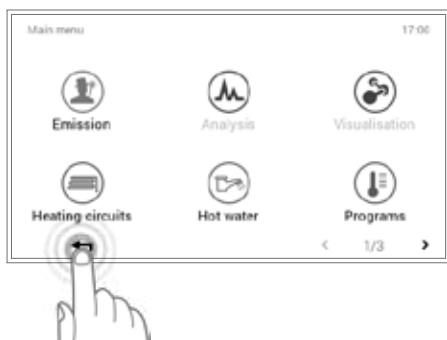 Main menu 17:00
Emission Analysis Visualisation
Heating circuits Hot water Programs
< 1/3 >